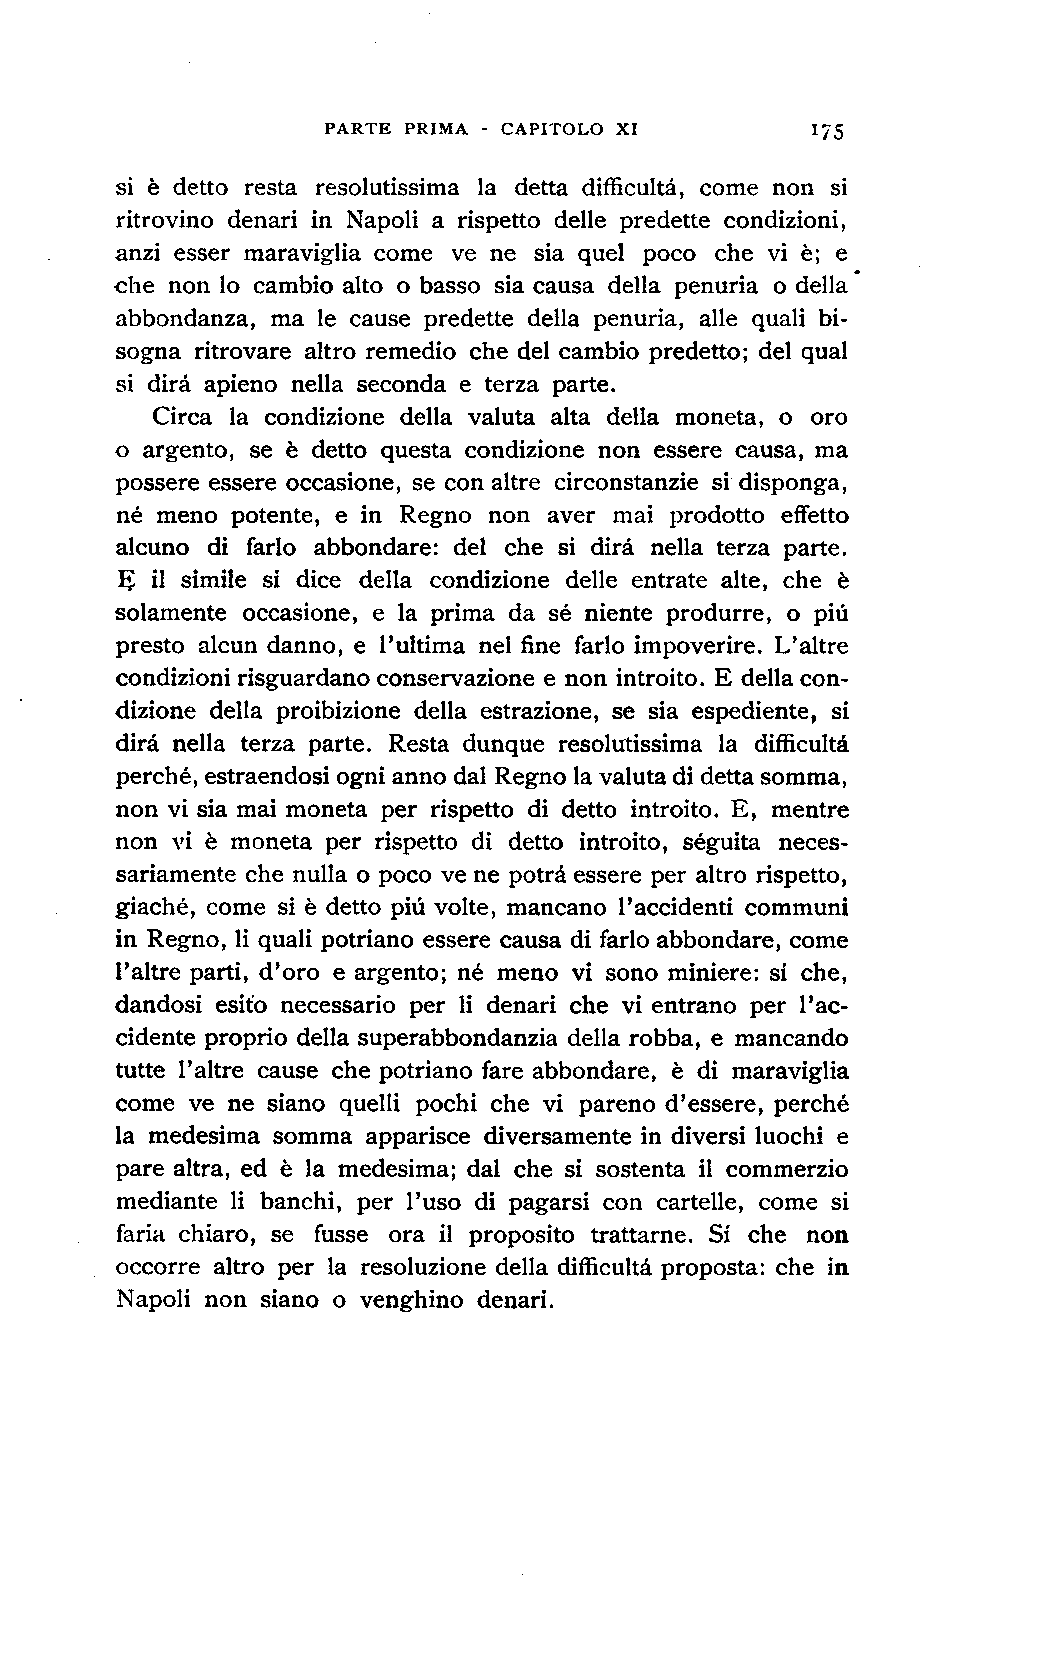 PARTE PRIMA - CAPITOLO XI 175
si è detto resta resolutissima la detta difficultá, come non si
ritrovino denari in Napoli a rispetto delle predette condizioni,
anzi esser maraviglia come ve ne sia quel poco che vi è; e
che non lo cambio alto o basso sia causa della penuria o della
abbondanza, ma le cause predette della penuria, alle quali bi-
sogna ritrovare altro remedio che del cambio predetto; del qual
si dirá apieno nella seconda e terza parte.
Circa la condizione della valuta alta della moneta, o oro
o argento, se è detto questa condizione non essere causa, ma
possere essere occasione, se con altre circonstanzie si disponga,
né meno potente, e in Regno non aver mai prodotto effetto
alcuno di farlo abbondare: del che si dirá nella terza parte.
E il simile si dice della condizione delle entrate alte, che è
solamente occasione, e la prima da sé niente produrre, o piú
presto alcun danno, e l'ultima nel fine farlo impoverire. L'altre
condizioni risguardano conservazione e non introito. E della con-
dizione della proibizione della estrazione, se sia espediente, si
dirá nella terza parte. Resta dunque resolutissima la difficultá
perché, estraendosi ogni anno dal Regno la valuta di detta somma,
non vi sia mai moneta per rispetto di detto introito. E, mentre
non vi è moneta per rispetto di detto introito, séguita neces-
sariamente che nulla o poco ve ne potrá essere per altro rispetto,
giaché, come si è detto piú volte, mancano l'accidenti communi
in Regno, li quali potriano essere causa di farlo abbondare, come
l'altre parti, d'oro e argento; né meno vi sono miniere: sí che,
dandosi esito necessario per li denari che vi entrano per l'ac-
cidente proprio della superabbondanzia della robba, e mancando
tutte l'altre cause che potriano fare abbondare, è di maraviglia
come ve ne siano quelli pochi che vi pareno d'essere, perché
la medesima somma apparisce diversamente in diversi luochi e
pare altra, ed è la medesima; dal che si sostenta il commerzio
mediante li banchi, per l'uso di pagarsi con cartelle, come si
faria chiaro, se fusse ora il proposito trattarne. Sí che non
occorre altro per la resoluzione della difficultá proposta: che in
Napoli non siano o venghino denari.